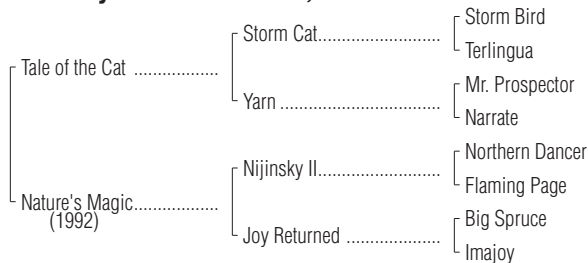 Storm Bird
Storm Cat........................
Terlingua
Tale of the Cat .................
Mr. Prospector
Yarn ................................
Narrate
Northern Dancer
Nijinsky II........................
Flaming Page
Nature's Magic.................
(1992)
Big Spruce
Joy Returned ...................
Imajoy